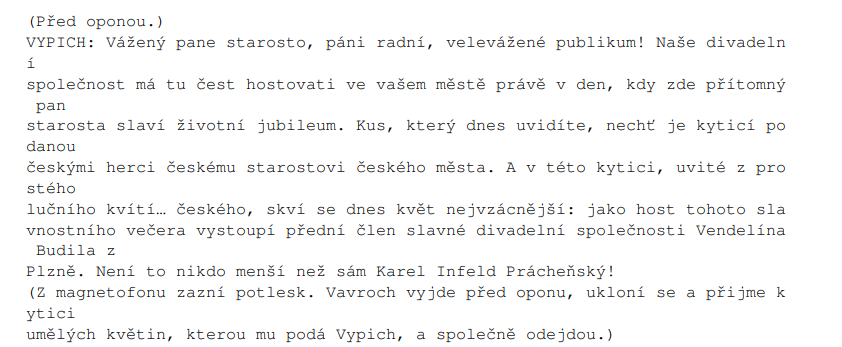 (Před oponou.)
VYPICH: Vážený pane starosto, páni radní, velevážené publikum! Naše divadeln
í
společnost má tu čest hostovati ve vašem městě právě v den, kdy zde přítomný
pan
starosta slaví životní jubileum. Kus, který dnes uvidíte, nechť je kyticí po
danou
českými herci českému starostovi českého města. A v této kytici, uvité z pro
stého
lučního kvítí… českého, skví se dnes květ nejvzácnější: jako host tohoto sla
vnostního večera vystoupí přední člen slavné divadelní společnosti Vendelína
Budila z
Plzně. Není to nikdo menší než sám Karel Infeld Prácheňský!
(Z magnetofonu zazní potlesk. Vavroch vyjde před oponu, ukloní se a přijme k
ytici
umělých květin, kterou mu podá Vypich, a společně odejdou.)